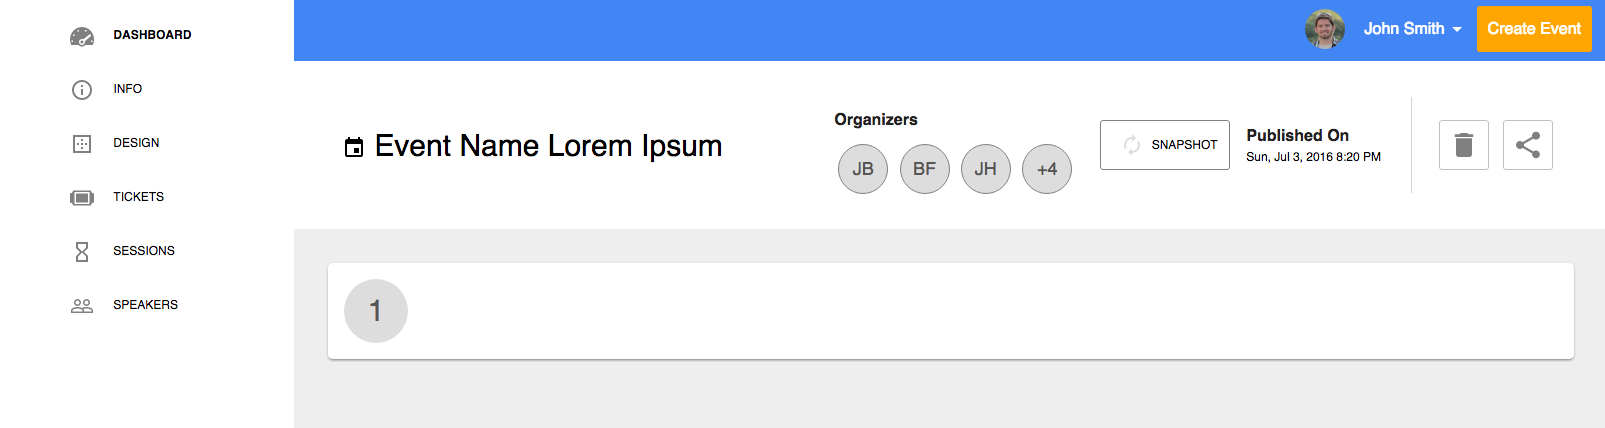 DASHBOARD
INFO
DESIGN
TICKETS
SESSIONS
SPEAKERS
John Smith
Create Event
Event Name Lorem Ipsum
Organizers
JB BF JH +4
SNAPSHOT
Published On
Sun, Jul 3, 2016 8:20 PM
1